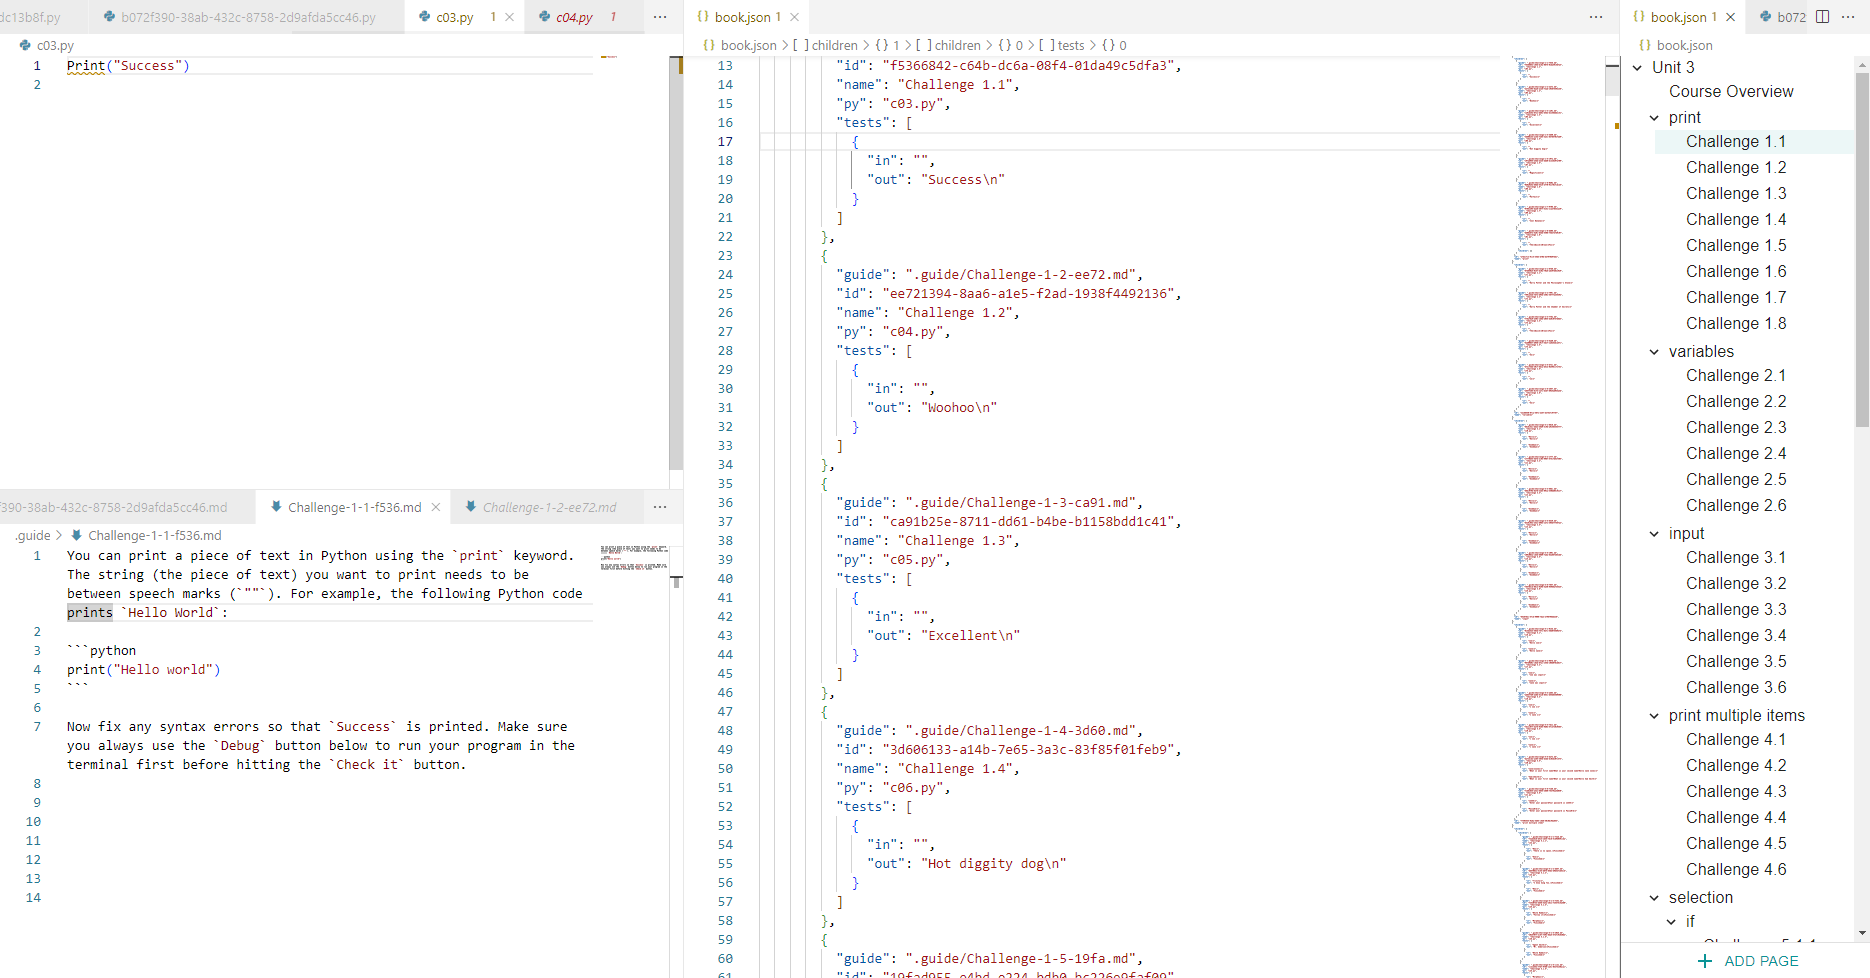 dc13b8f.py
b072f390-38ab-432c-8758-2d9afda5cc46.py
c03.py 1
c04.py 1
c03.py
1 Print("Success")
2
f390-38ab-432c-8758-2d9afda5cc46.md
Challenge-1-1-f536.md
Challenge-1-2-ee72.md
.guide > Challenge-1-1-f536.md
1 You can print a piece of text in Python using the `print` keyword.
The string (the piece of text) you want to print needs to be
between speech marks (`""`). For example, the following Python code
prints `Hello World`:
2
3 ```python
4 print("Hello world")
5 ```
6
7 Now fix any syntax errors so that `Success` is printed. Make sure
you always use the `Debug` button below to run your program in the
terminal first before hitting the `Check it` button.
8
9
10
11
12
13
14
{} book.json 1
{} book.json > [ ] children > {} 1 > [ ] children > {} 0 > [ ] tests > {} 0
13 "id": "f5366842-c64b-dc6a-08f4-01da49c5dfa3",
14 "name": "Challenge 1.1",
15 "py": "c03.py",
16 "tests": [
17 {
18 "in": "",
19 "out": "Success\n"
20 }
21 ]
22 },
23 {
24 "guide": ".guide/Challenge-1-2-ee72.md",
25 "id": "ee721394-8aa6-a1e5-f2ad-1938f4492136",
26 "name": "Challenge 1.2",
27 "py": "c04.py",
28 "tests": [
29 {
30 "in": "",
31 "out": "Woohoo\n"
32 }
33 ]
34 },
35 {
36 "guide": ".guide/Challenge-1-3-ca91.md",
37 "id": "ca91b25e-8711-dd61-b4be-b1158bdd1c41",
38 "name": "Challenge 1.3",
39 "py": "c05.py",
40 "tests": [
41 {
42 "in": "",
43 "out": "Excellent\n"
44 }
45 ]
46 },
47 {
48 "guide": ".guide/Challenge-1-4-3d60.md",
49 "id": "3d606133-a14b-7e65-3a3c-83f85f01feb9",
50 "name": "Challenge 1.4",
51 "py": "c06.py",
52 "tests": [
53 {
54 "in": "",
55 "out": "Hot diggity dog\n"
56 }
57 ]
58 },
59 {
60 "guide": ".guide/Challenge-1-5-19fa.md",
61 "id":
{} book.json 1
b072
{} book.json
Unit 3
Course Overview
print
Challenge 1.1
Challenge 1.2
Challenge 1.3
Challenge 1.4
Challenge 1.5
Challenge 1.6
Challenge 1.7
Challenge 1.8
variables
Challenge 2.1
Challenge 2.2
Challenge 2.3
Challenge 2.4
Challenge 2.5
Challenge 2.6
input
Challenge 3.1
Challenge 3.2
Challenge 3.3
Challenge 3.4
Challenge 3.5
Challenge 3.6
print multiple items
Challenge 4.1
Challenge 4.2
Challenge 4.3
Challenge 4.4
Challenge 4.5
Challenge 4.6
selection
if
+ ADD PAGE